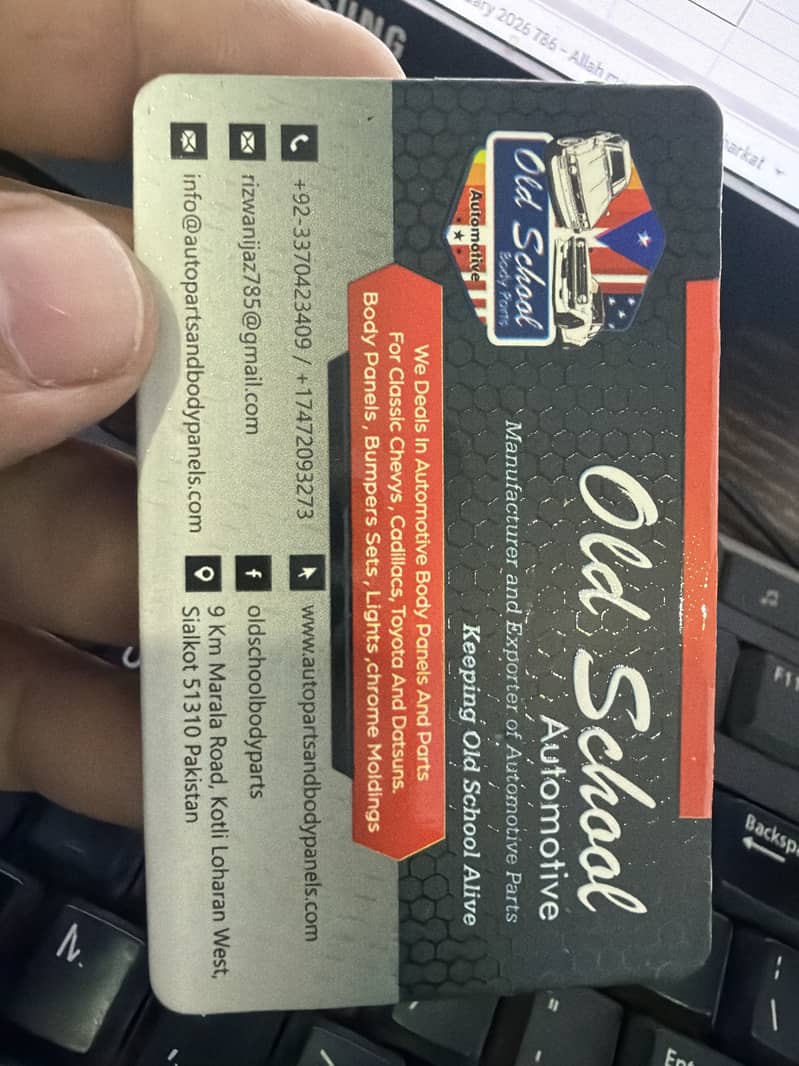 Old School
Body Parts
Automotive
Old School
Automotive
Manufacturer and Exporter of Automotive Parts
Keeping Old School Alive
We Deals In Automotive Body Panels And Parts
For Classic Chevys, Cadillacs, Toyota And Datsuns.
Body Panels , Bumpers Sets , Lights ,chrome Moldings
+92-3370423409 / +17472093273
rizwanijaz785@gmail.com
info@autopartsandbodypanels.com
www.autopartsandbodypanels.com
oldschoolbodyparts
9 Km Marala Road, Kotli Loharan West,
Sialkot 51310 Pakistan
2026 786 - Allah
F11
Backsp